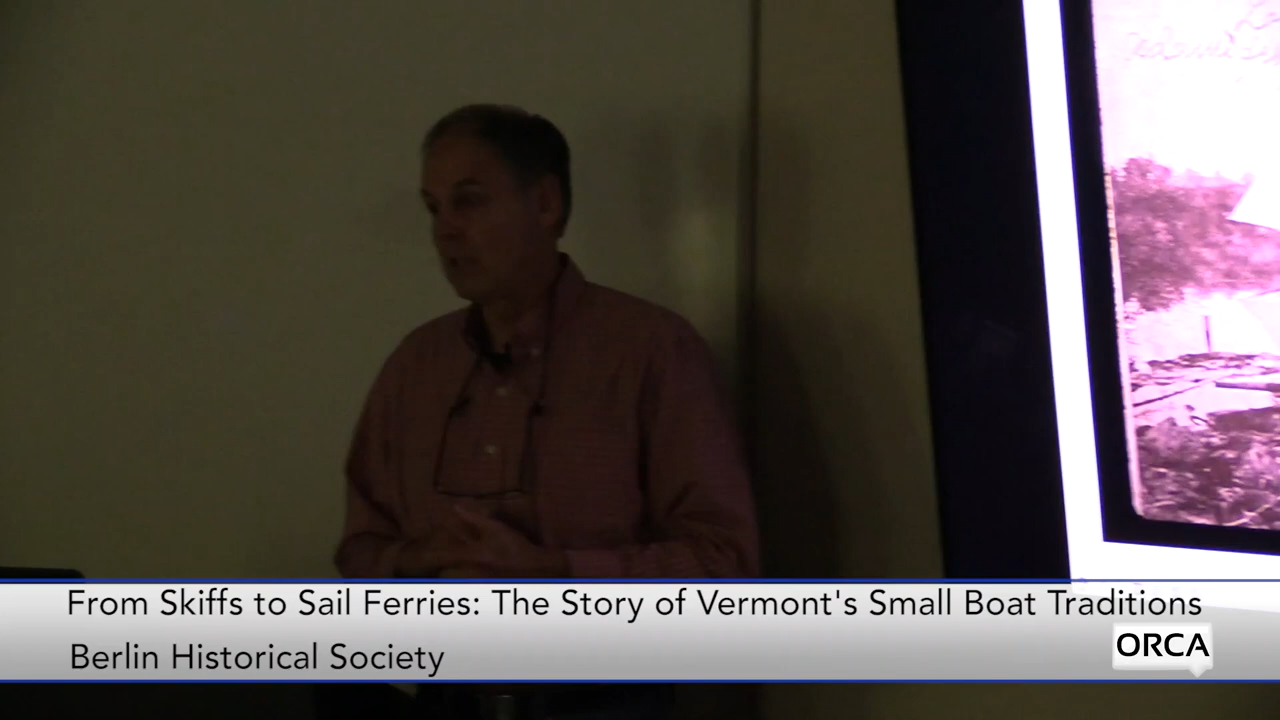 From Skiffs to Sail Ferries: The Story of Vermont's Small Boat Traditions
Berlin Historical Society
ORCA